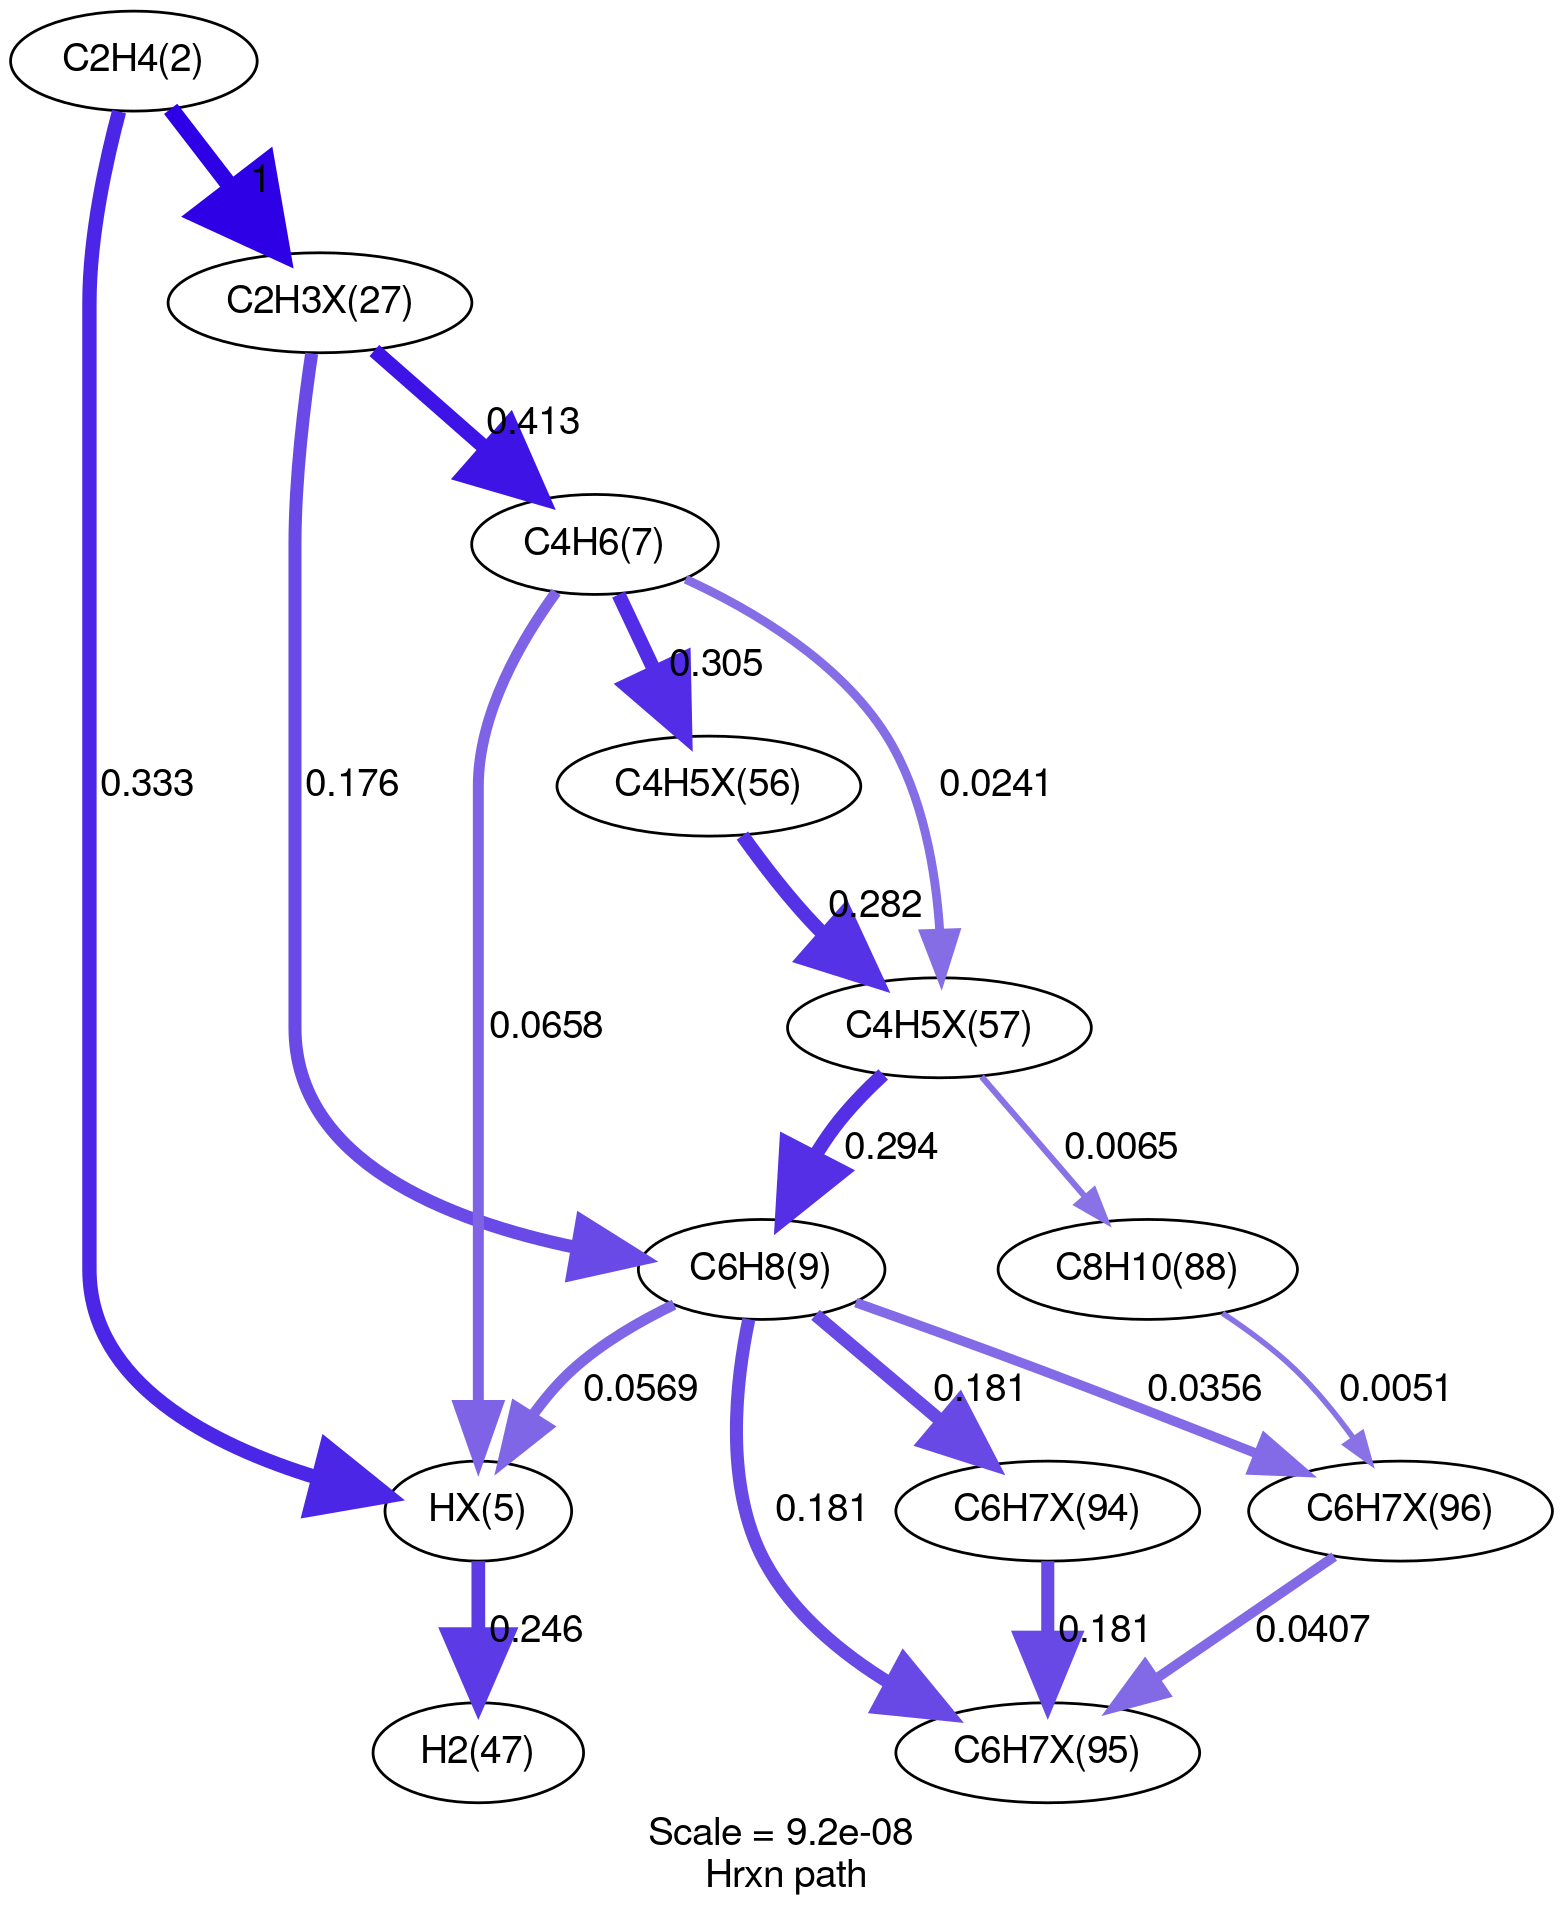 C2H4(2)
1
C2H3X(27)
0.413
C4H6(7)
0.305
0.333
0.176
C4H5X(56)
0.0241
0.282
0.0658
C4H5X(57)
0.294
0.0065
C6H8(9)
C8H10(88)
0.0569
0.181
0.0356
0.0051
HX(5)
0.181
C6H7X(94)
C6H7X(96)
0.246
0.181
0.0407
H2(47)
C6H7X(95)
Scale = 9.2e-08
Hrxn path